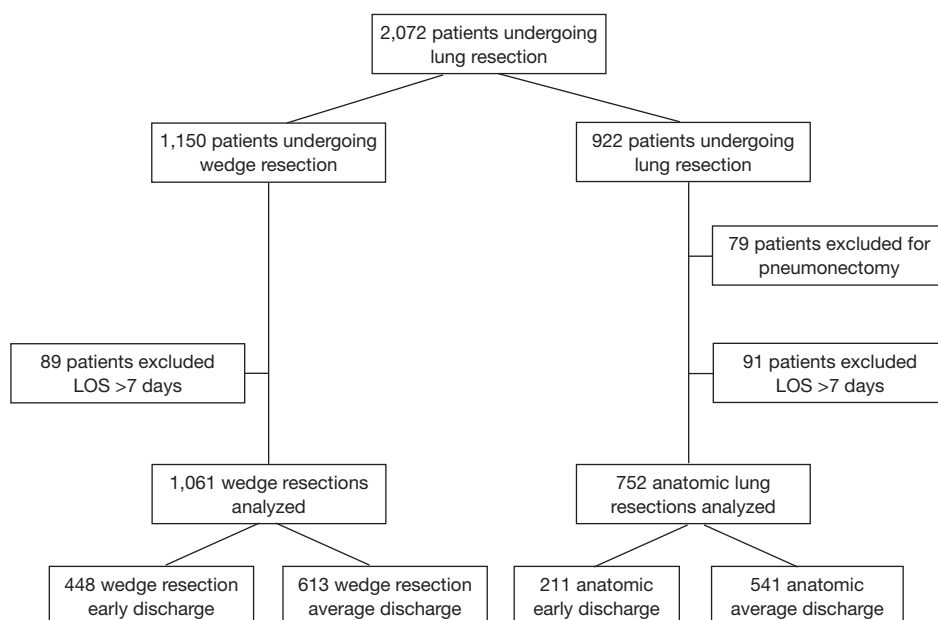 2,072 patients undergoing
lung resection
1,150 patients undergoing
wedge resection
922 patients undergoing
lung resection
79 patients excluded for
pneumonectomy
89 patients excluded
LOS >7 days
91 patients excluded
LOS >7 days
1,061 wedge resections
analyzed
752 anatomic lung
resections analyzed
448 wedge resection
early discharge
613 wedge resection
average discharge
211 anatomic
early discharge
541 anatomic
average discharge